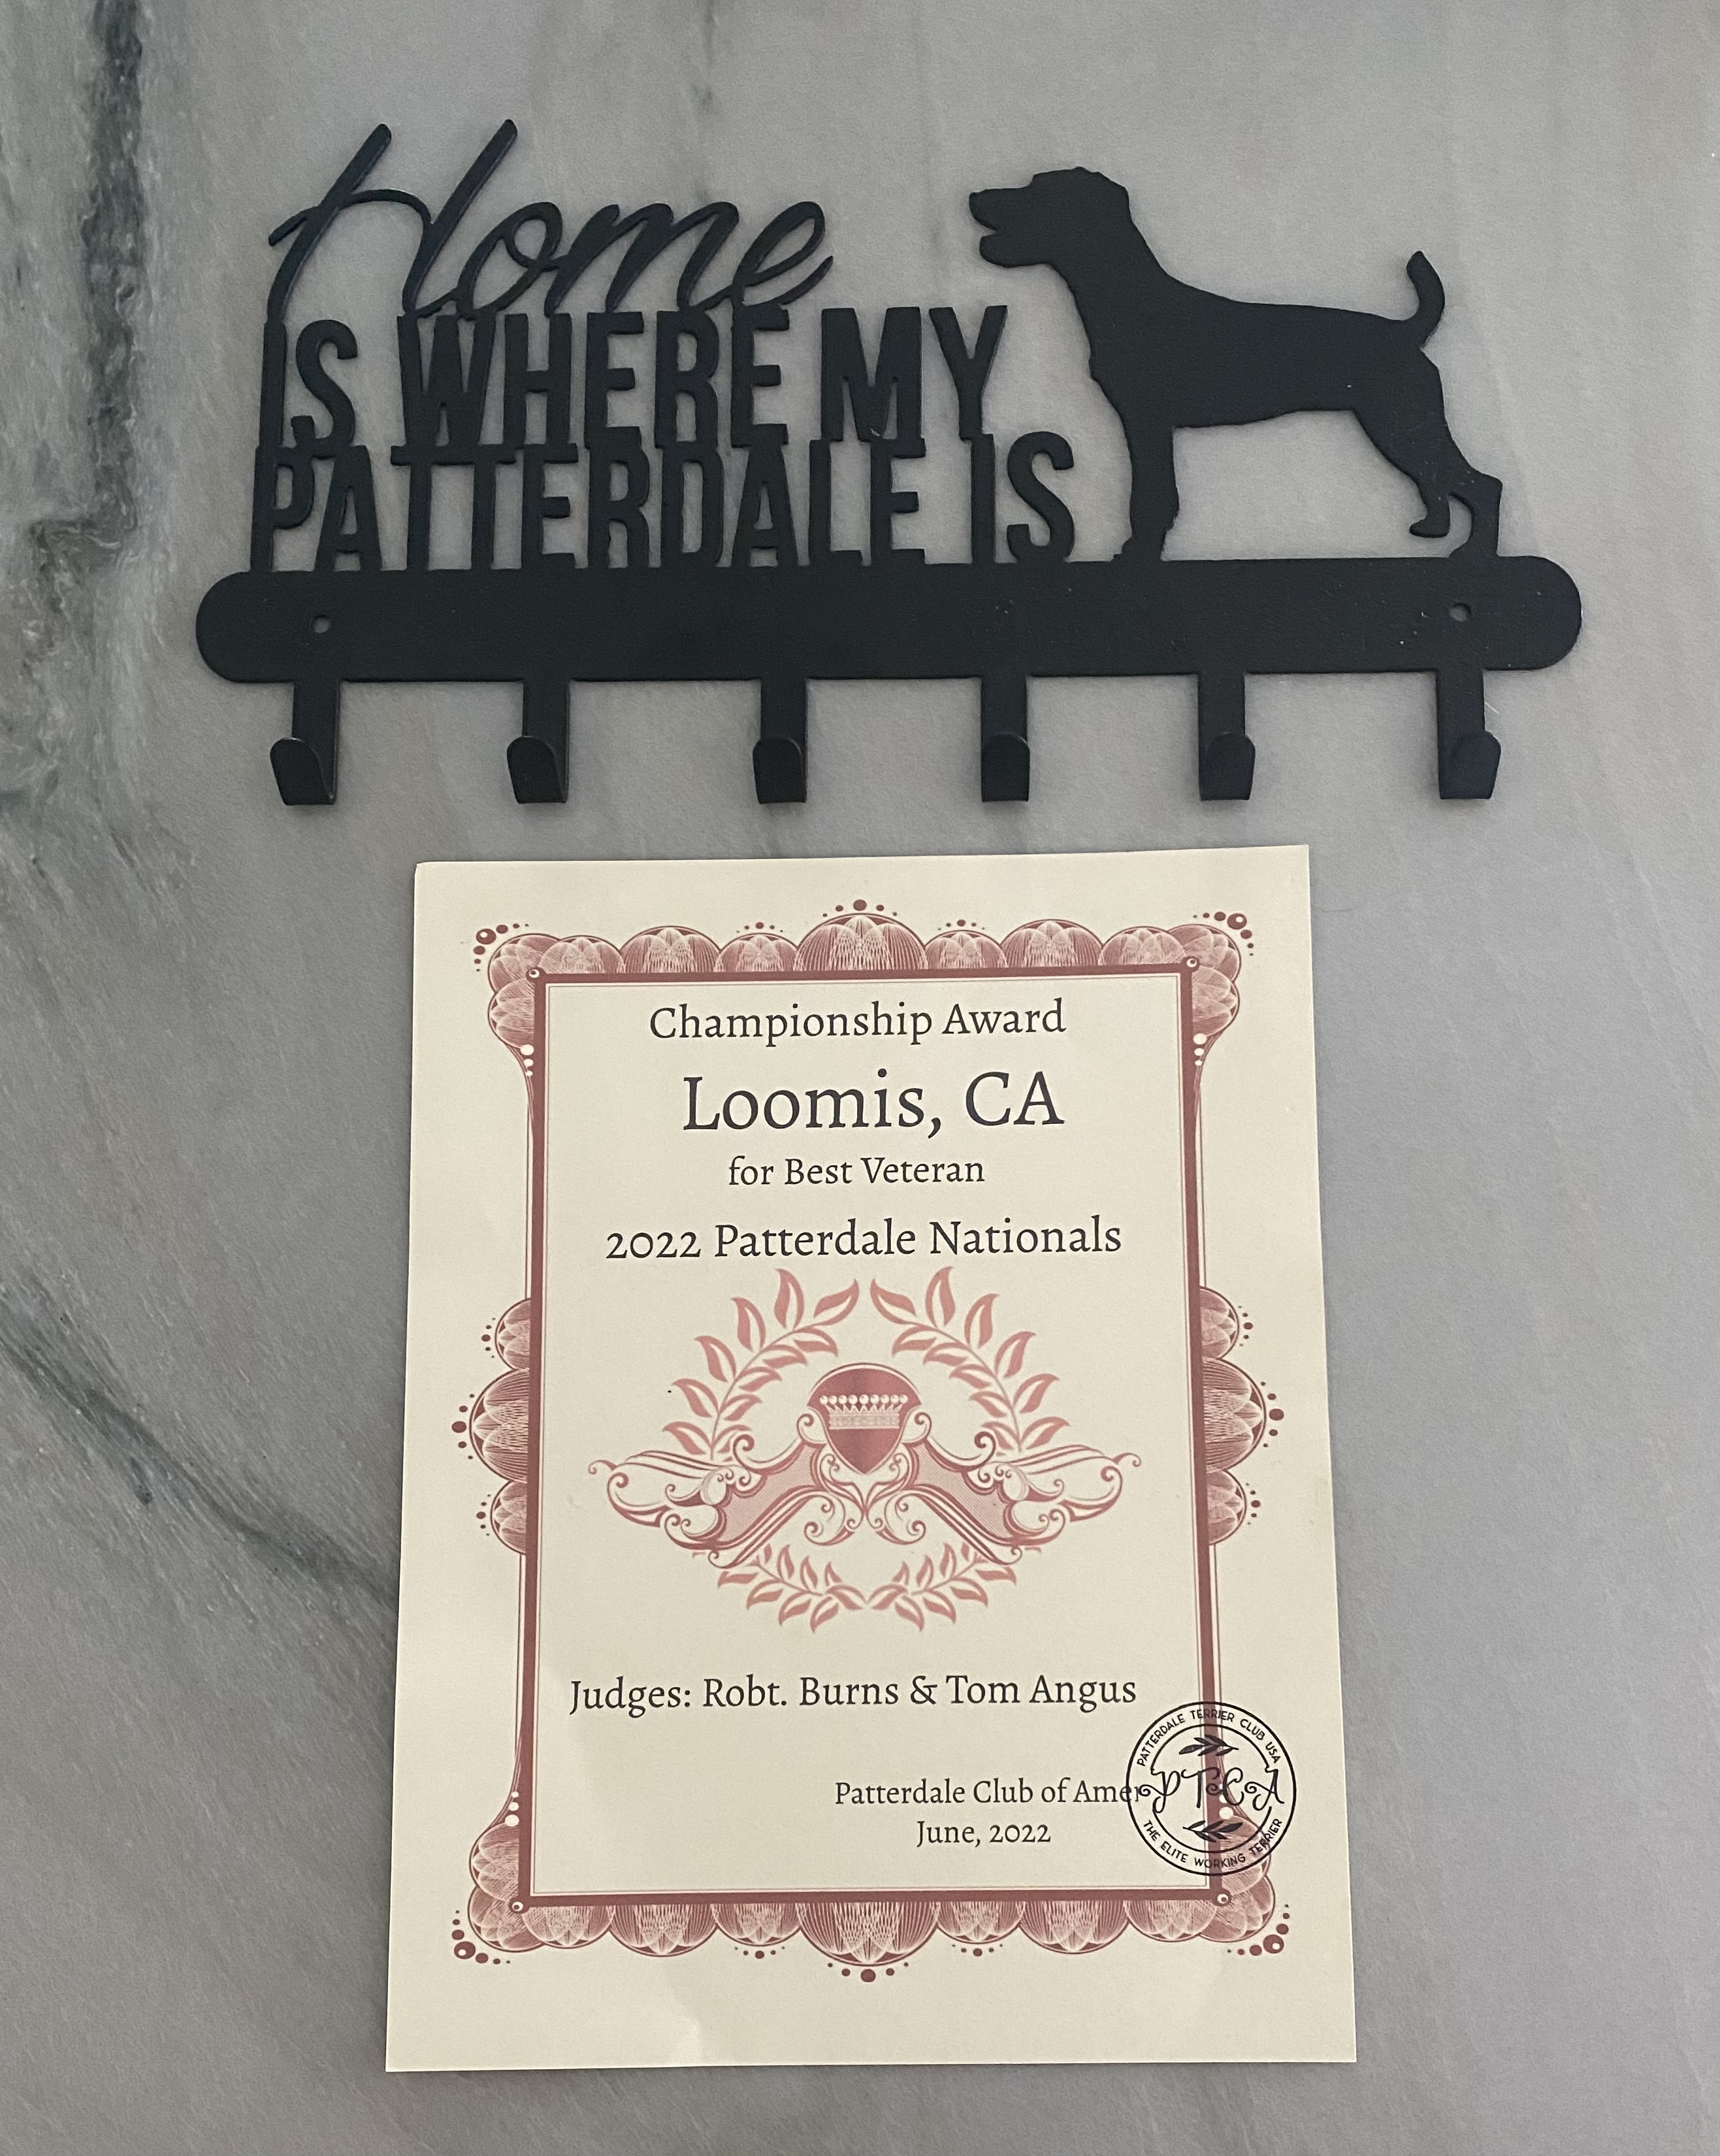 Home
IS WHERE MY
PATTERDALE IS
Championship Award
Loomis, CA
for Best Veteran
2022 Patterdale Nationals
Judges: Robt. Burns & Tom Angus
Patterdale Club of Amer
June, 2022
PATTERDALE TERRIER CLUB USA
PTCA
THE ELITE WORKING TERRIER